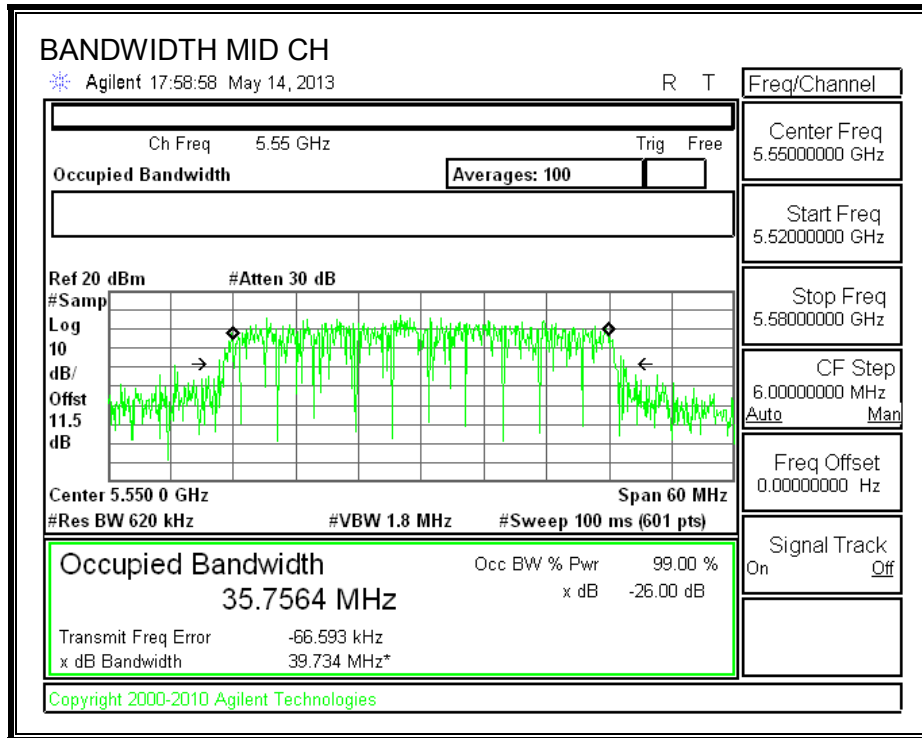 BANDWIDTH MID CH
Agilent 17:58:58 May 14, 2013 R T
Freq/Channel
Ch Freq 5.55 GHz Trig Free
Occupied Bandwidth Averages: 100
Center Freq
5.55000000 GHz
Start Freq
5.52000000 GHz
Stop Freq
5.58000000 GHz
CF Step
6.00000000 MHz
Auto Man
Freq Offset
0.00000000 Hz
Signal Track
On Off
Ref 20 dBm #Atten 30 dB
#Samp
Log
10
dB/
Offst
11.5
dB
Center 5.550 0 GHz Span 60 MHz
#Res BW 620 kHz #VBW 1.8 MHz #Sweep 100 ms (601 pts)
Occupied Bandwidth Occ BW % Pwr 99.00 %
35.7564 MHz x dB -26.00 dB
Transmit Freq Error -66.593 kHz
x dB Bandwidth 39.734 MHz*
Copyright 2000-2010 Agilent Technologies